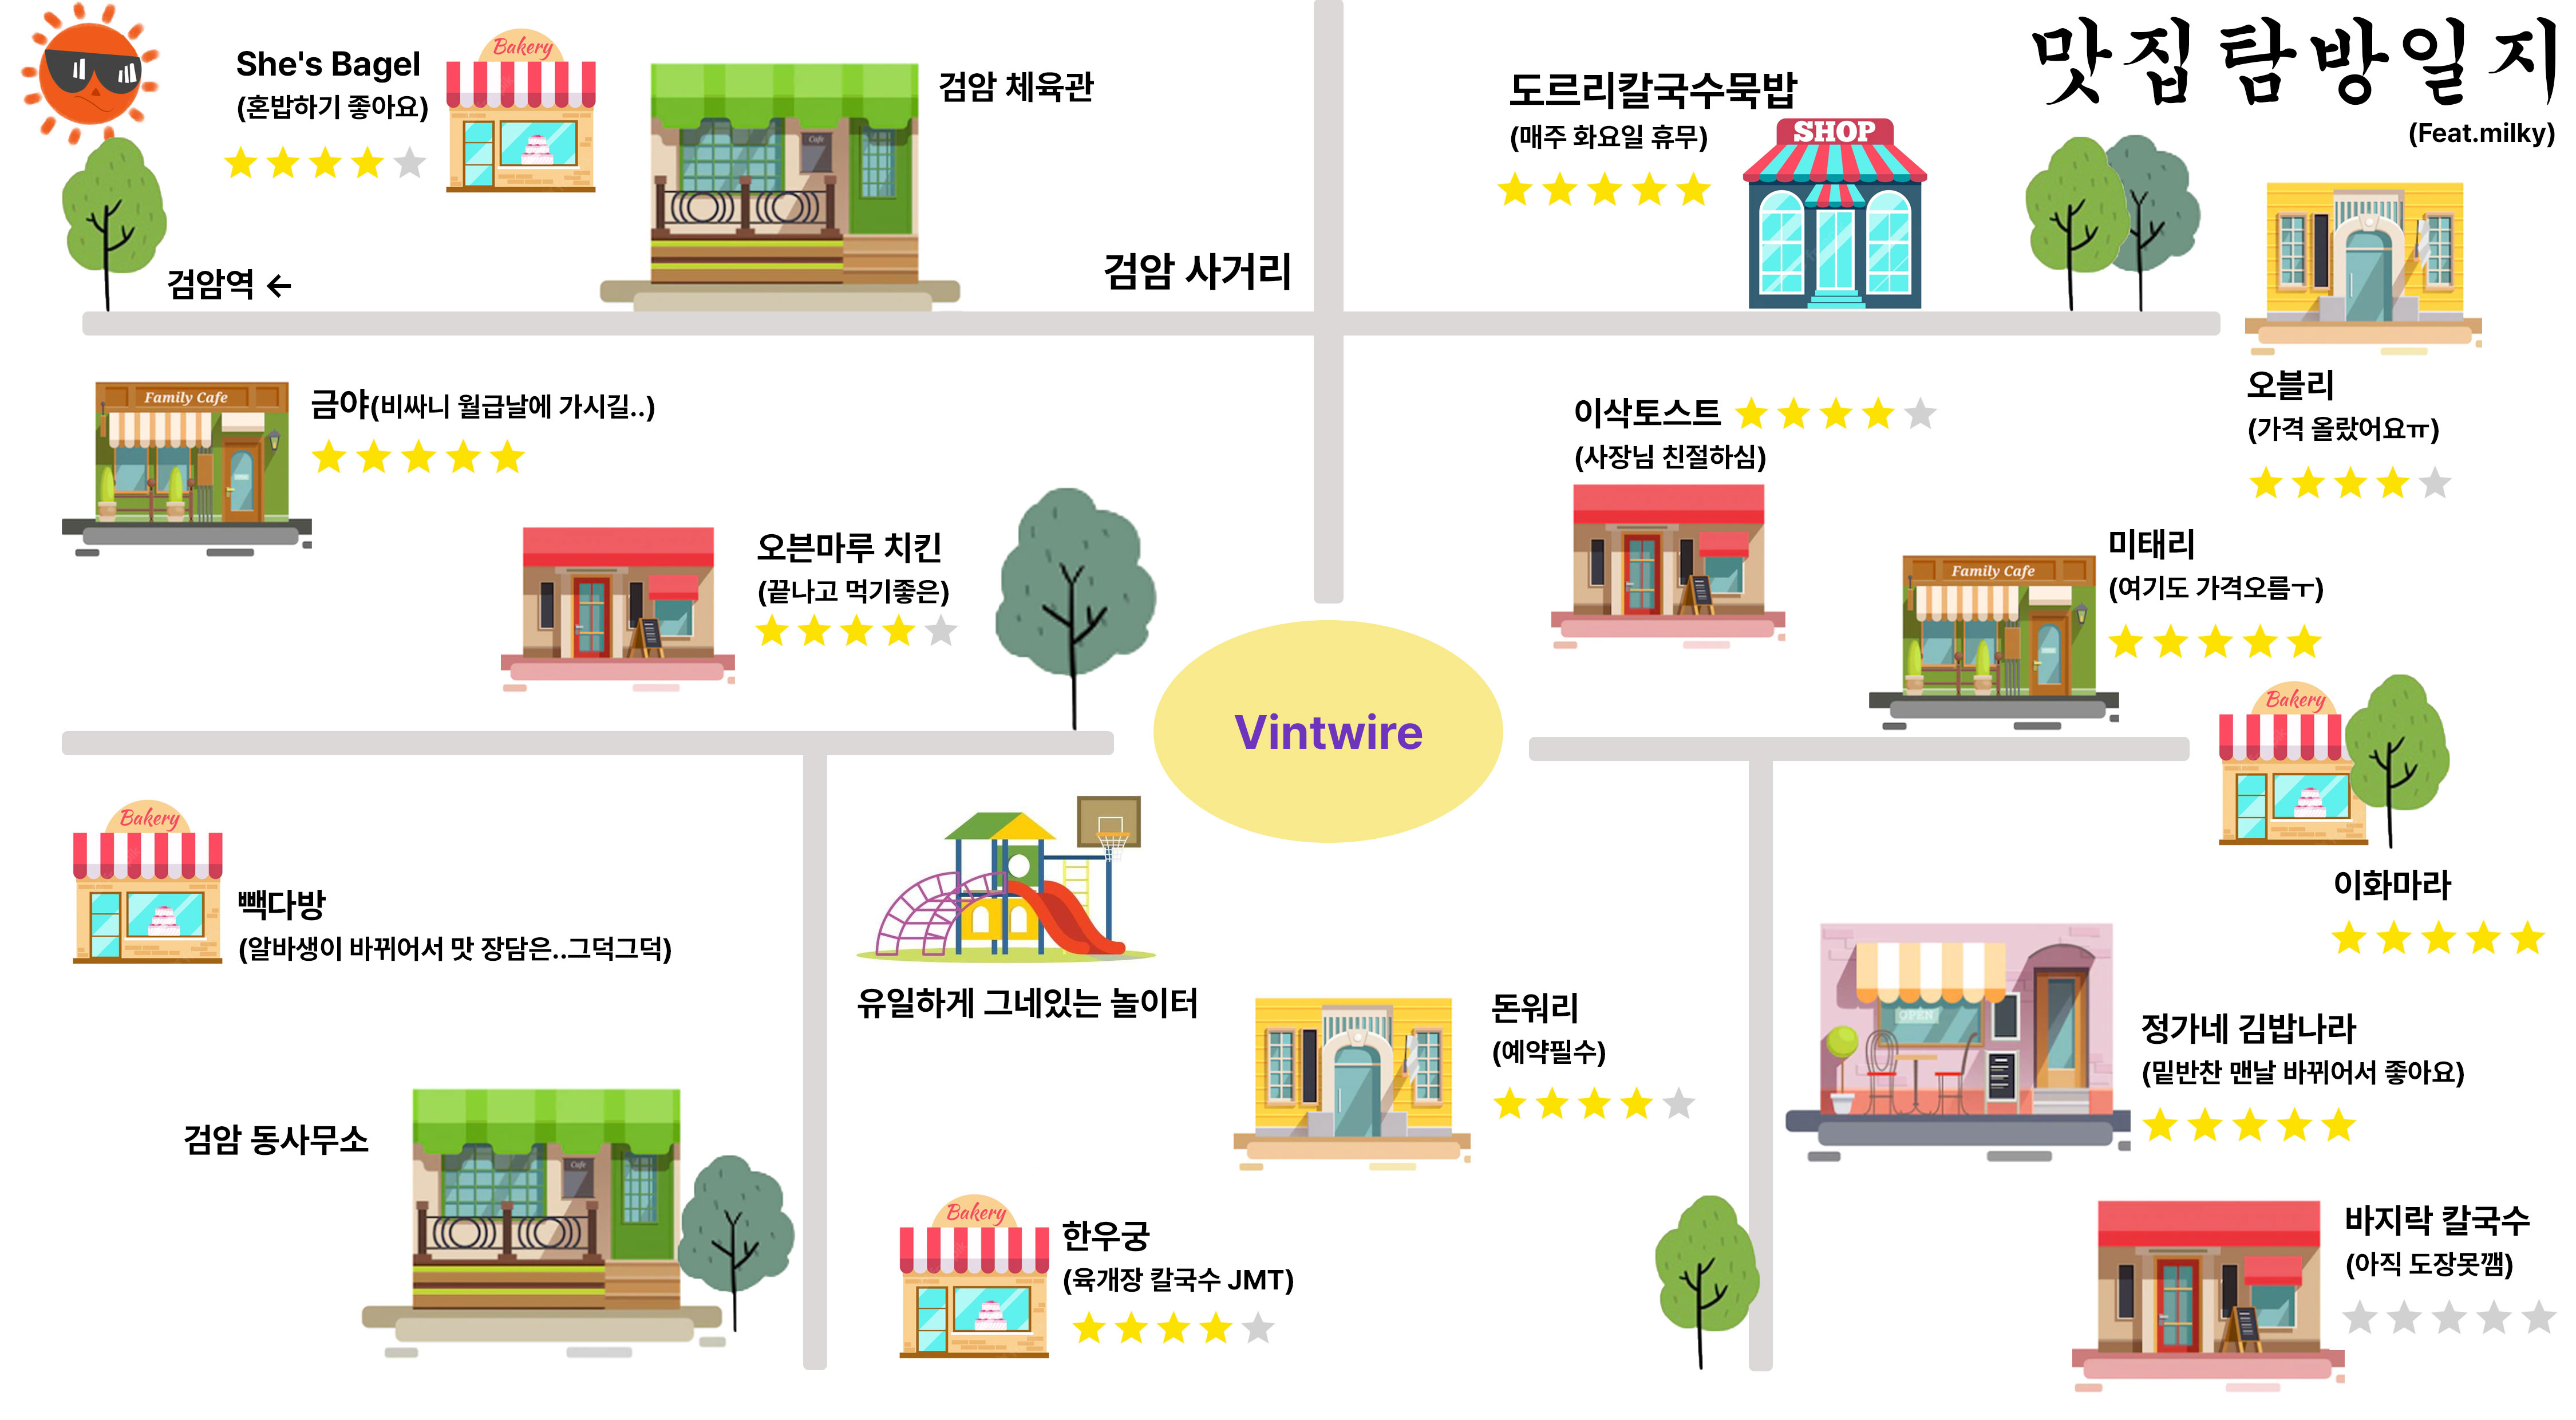 맛집탐방일지
(Feat.milky)
She's Bagel
(혼밥하기 좋아요)
Bakery
검암 체육관
Cafe
도르리칼국수묵밥
(매주 화요일 휴무)
SHOP
검암역 ←
검암 사거리
오블리
(가격 올랐어요ㅠ)
Family Cafe
금야(비싸니 월급날에 가시길..)
이삭토스트
(사장님 친절하심)
오븐마루 치킨
(끝나고 먹기좋은)
Family Cafe
미태리
(여기도 가격오름ㅜ)
Vintwire
Bakery
이화마라
Bakery
빽다방
(알바생이 바뀌어서 맛 장담은..그덕그덕)
유일하게 그네있는 놀이터
돈워리
(예약필수)
OPEN
정가네 김밥나라
(밑반찬 맨날 바뀌어서 좋아요)
검암 동사무소
Cafe
Bakery
한우궁
(육개장 칼국수 JMT)
바지락 칼국수
(아직 도장못깸)